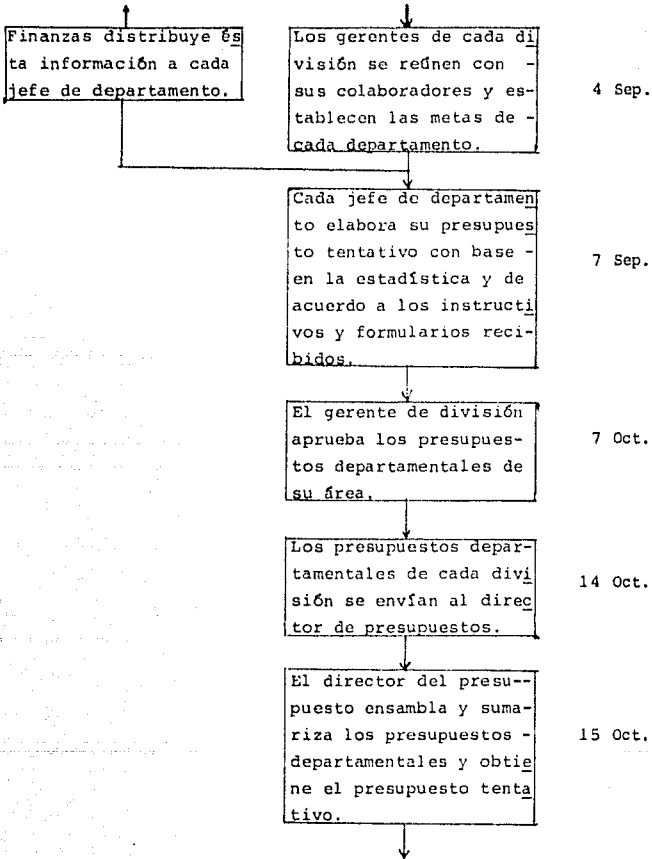 Finanzas distribuye és
ta información a cada
jefe de departamento.
Los gerentes de cada di
visión se reúnen con -
sus colaboradores y es-
tablecen las metas de -
cada departamento.
4 Sep.
Cada jefe de departamen
to elabora su presupues
to tentativo con base -
en la estadística y de
acuerdo a los instructi
vos y formularios reci-
bidos.
7 Sep.
El gerente de división
aprueba los presupues-
tos departamentales de
su área.
7 Oct.
Los presupuestos depar-
tamentales de cada divi
sión se envían al direc
tor de presupuestos.
14 Oct.
El director del presu--
puesto ensambla y suma-
riza los presupuestos -
departamentales y obtie
ne el presupuesto tenta
tivo.
15 Oct.